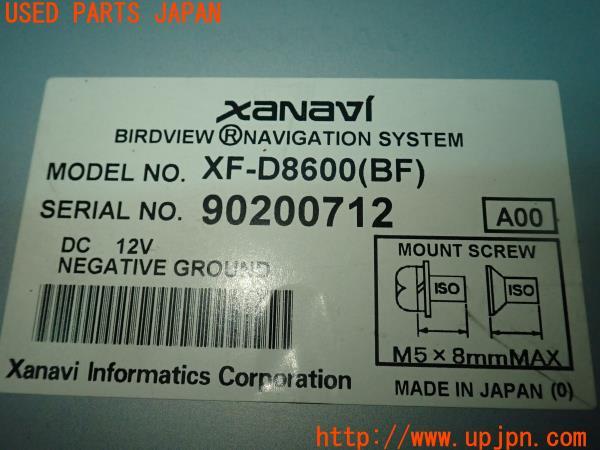 USED PARTS JAPAN
Xanavi
BIRDVIEW ® NAVIGATION SYSTEM
MODEL NO. XF-D8600(BF)
SERIAL NO. 90200712
A00
DC 12V
NEGATIVE GROUND
MOUNT SCREW
ISO ISO
M5×8mmMAX
Xanavi Informatics Corporation
MADE IN JAPAN (0)
http://www.upjpn.com/